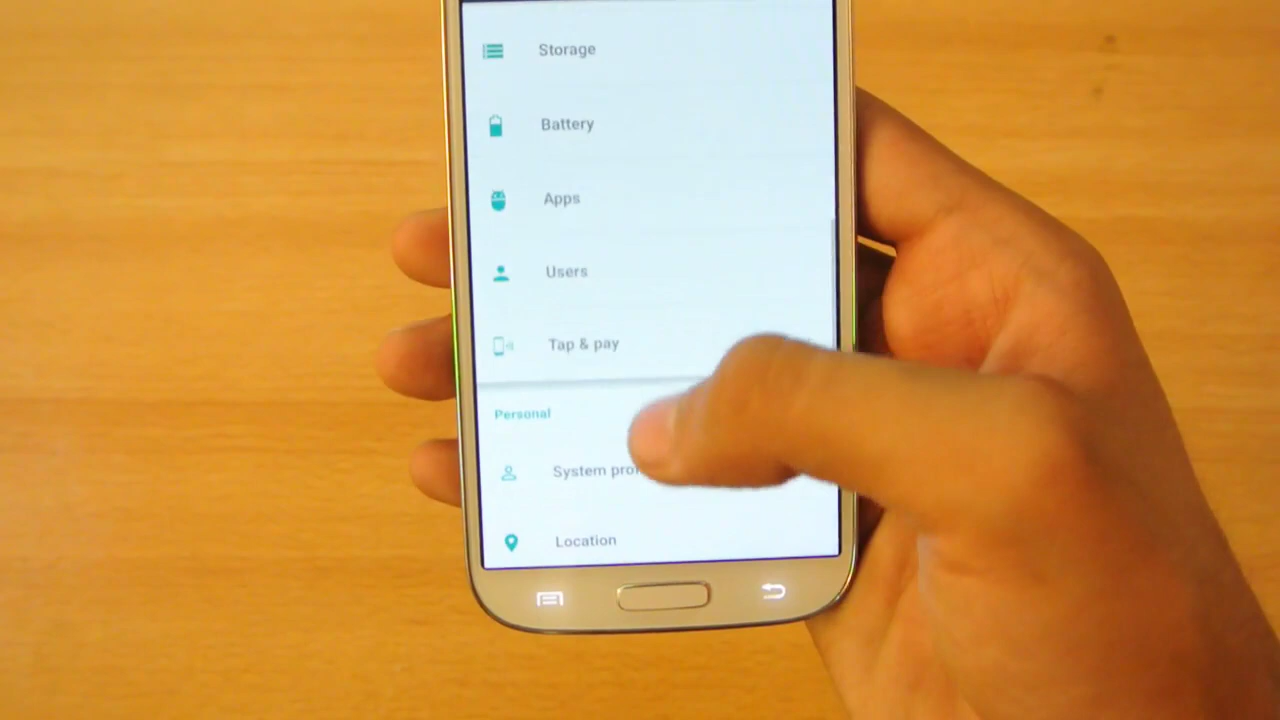 Storage
Battery
Apps
Users
Tap & pay
Personal
System
Location